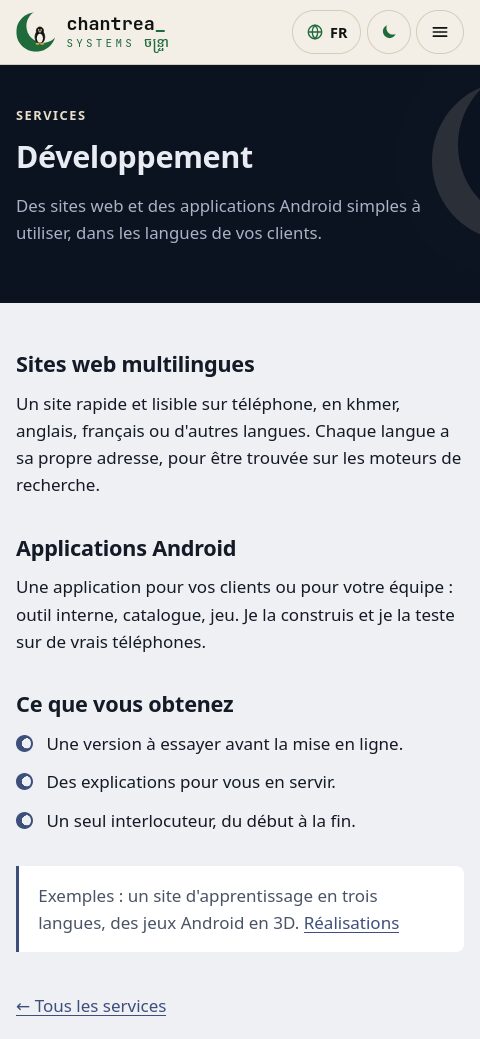 chantrea_
SYSTEMS ចន្ទ្រា
FR
SERVICES
Développement
Des sites web et des applications Android simples à
utiliser, dans les langues de vos clients.
Sites web multilingues
Un site rapide et lisible sur téléphone, en khmer,
anglais, français ou d'autres langues. Chaque langue a
sa propre adresse, pour être trouvée sur les moteurs de
recherche.
Applications Android
Une application pour vos clients ou pour votre équipe :
outil interne, catalogue, jeu. Je la construis et je la teste
sur de vrais téléphones.
Ce que vous obtenez
Une version à essayer avant la mise en ligne.
Des explications pour vous en servir.
Un seul interlocuteur, du début à la fin.
Exemples : un site d'apprentissage en trois
langues, des jeux Android en 3D. Réalisations
← Tous les services